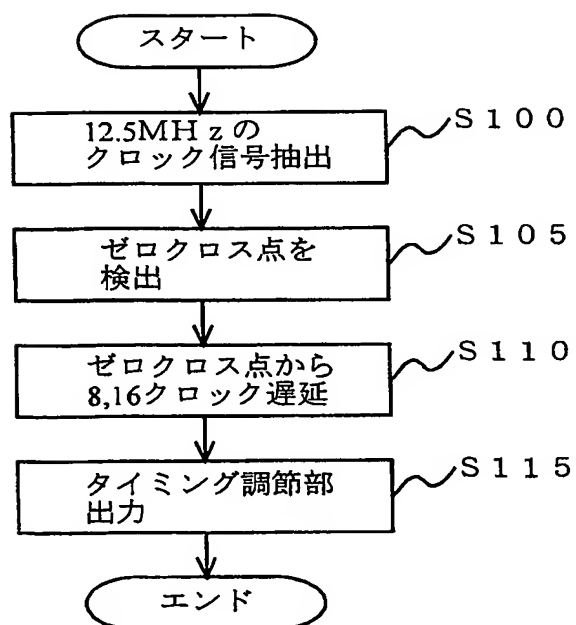 スタート
12.5MHzの
クロック信号抽出
S100
ゼロクロス点を
検出
S105
ゼロクロス点から
8,16クロック遅延
S110
タイミング調節部
出力
S115
エンド